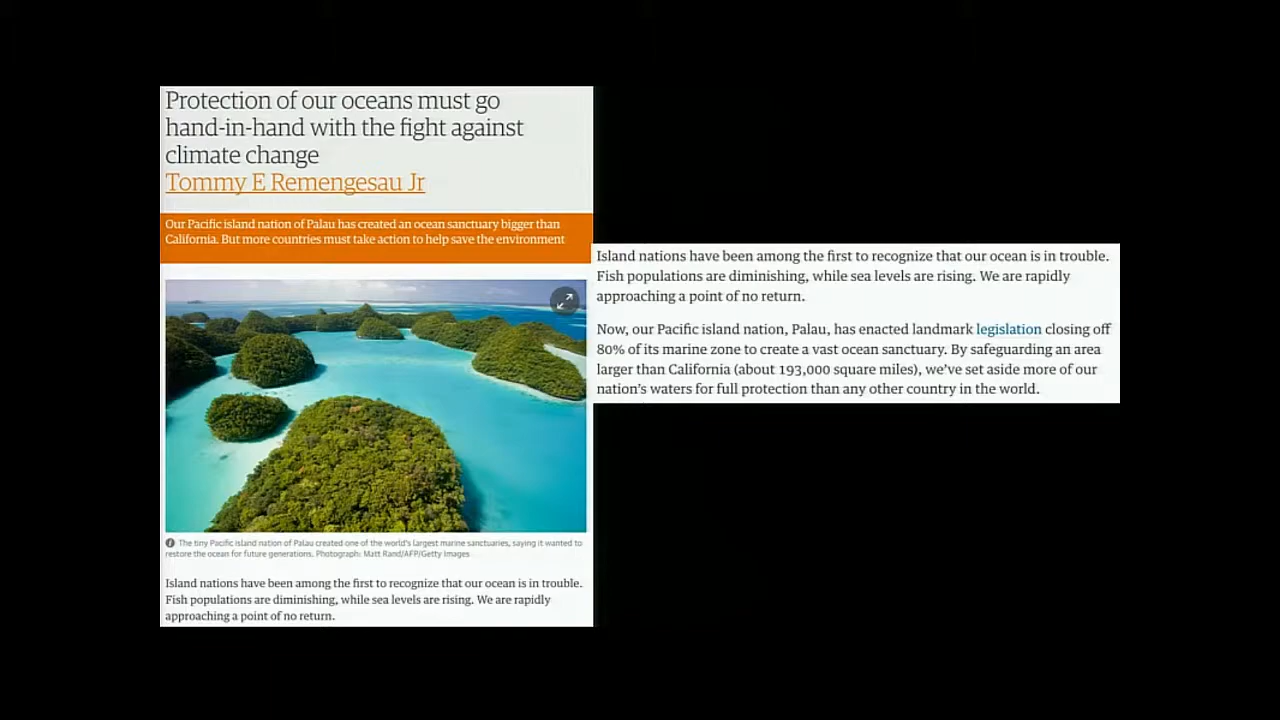 Protection of our oceans must go
hand-in-hand with the fight against
climate change
Tommy E Remengesau Jr
Our Pacific island nation of Palau has created an ocean sanctuary bigger than
California. But more countries must take action to help save the environment
The tiny Pacific island nation of Palau created one of the world's largest marine sanctuaries, saying it wanted to
restore the ocean for future generations. Photograph: Matt Rand/AFP/Getty Images
Island nations have been among the first to recognize that our ocean is in trouble.
Fish populations are diminishing, while sea levels are rising. We are rapidly
approaching a point of no return.
Island nations have been among the first to recognize that our ocean is in trouble.
Fish populations are diminishing, while sea levels are rising. We are rapidly
approaching a point of no return.
Now, our Pacific island nation, Palau, has enacted landmark legislation closing off
80% of its marine zone to create a vast ocean sanctuary. By safeguarding an area
larger than California (about 193,000 square miles), we've set aside more of our
nation's waters for full protection than any other country in the world.